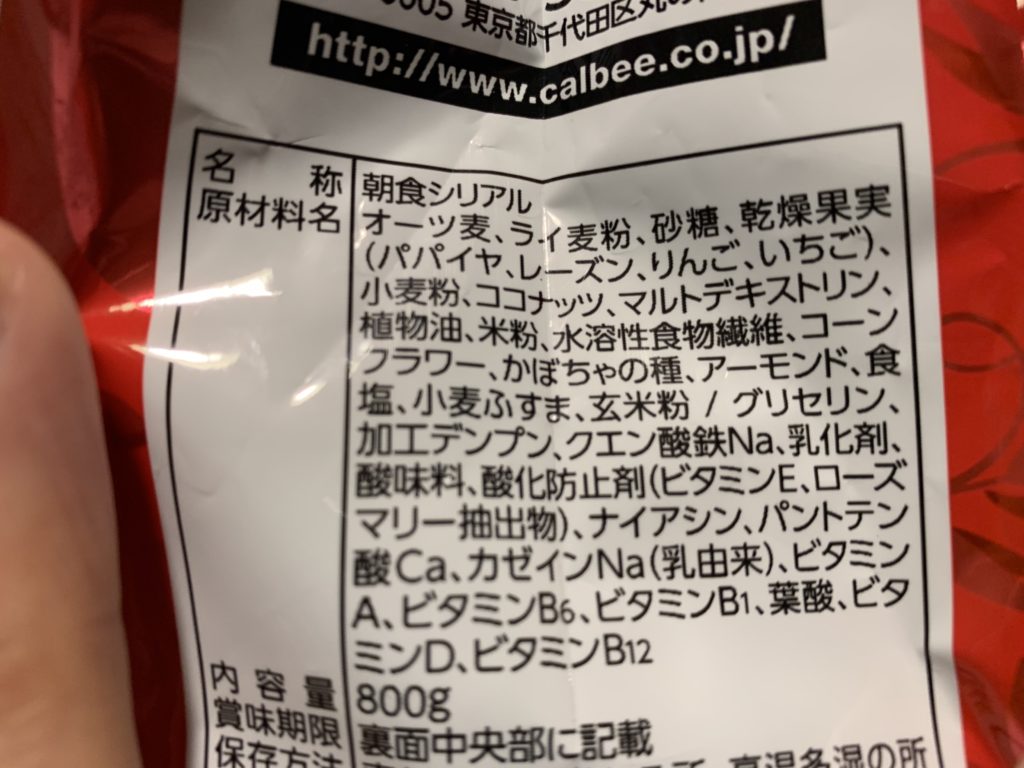 東京都千代田区丸の
http://www.calbee.co.jp/
名 称 朝食シリアル
原材料名 オーツ麦、ライ麦粉、砂糖、乾燥果実
(パパイヤ、レーズン、りんご、いちご)、
小麦粉、ココナッツ、マルトデキストリン、
植物油、米粉、水溶性食物繊維、コーン
フラワー、かぼちゃの種、アーモンド、食
塩、小麦ふすま、玄米粉 / グリセリン、
加工デンプン、クエン酸鉄Na、乳化剤、
酸味料、酸化防止剤(ビタミンE、ローズ
マリー抽出物)、ナイアシン、パントテン
酸Ca、カゼインNa(乳由来)、ビタミン
A、ビタミンB6、ビタミンB1、葉酸、ビタ
ミンD、ビタミンB12
内 容 量 800g
賞味期限 裏面中央部に記載
保存方法 高温多湿の所